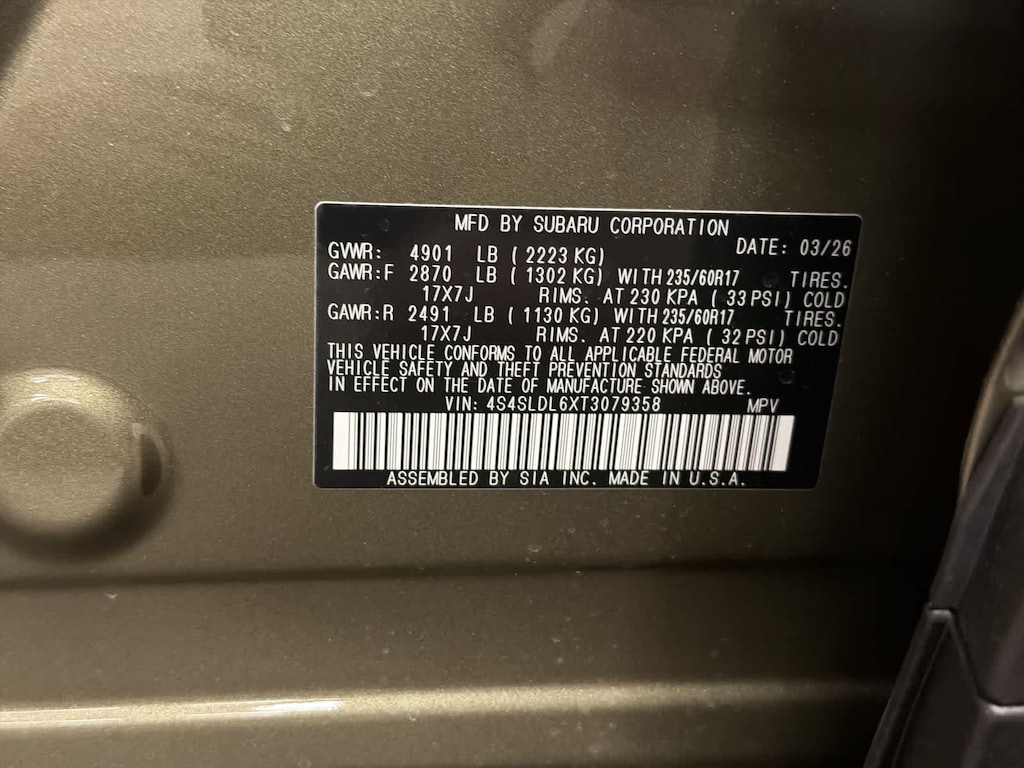 MFD BY SUBARU CORPORATION
GVWR: 4901 LB ( 2223 KG) DATE: 03/26
GAWR:F 2870 LB ( 1302 KG) WITH 235/60R17 TIRES.
17X7J RIMS. AT 230 KPA ( 33 PSI) COLD
GAWR:R 2491 LB ( 1130 KG) WITH 235/60R17 TIRES.
17X7J RIMS. AT 220 KPA ( 32 PSI) COLD
THIS VEHICLE CONFORMS TO ALL APPLICABLE FEDERAL MOTOR
VEHICLE SAFETY AND THEFT PREVENTION STANDARDS
IN EFFECT ON THE DATE OF MANUFACTURE SHOWN ABOVE.
VIN: 4S4SLDL6XT3079358 MPV
ASSEMBLED BY SIA INC. MADE IN U.S.A.